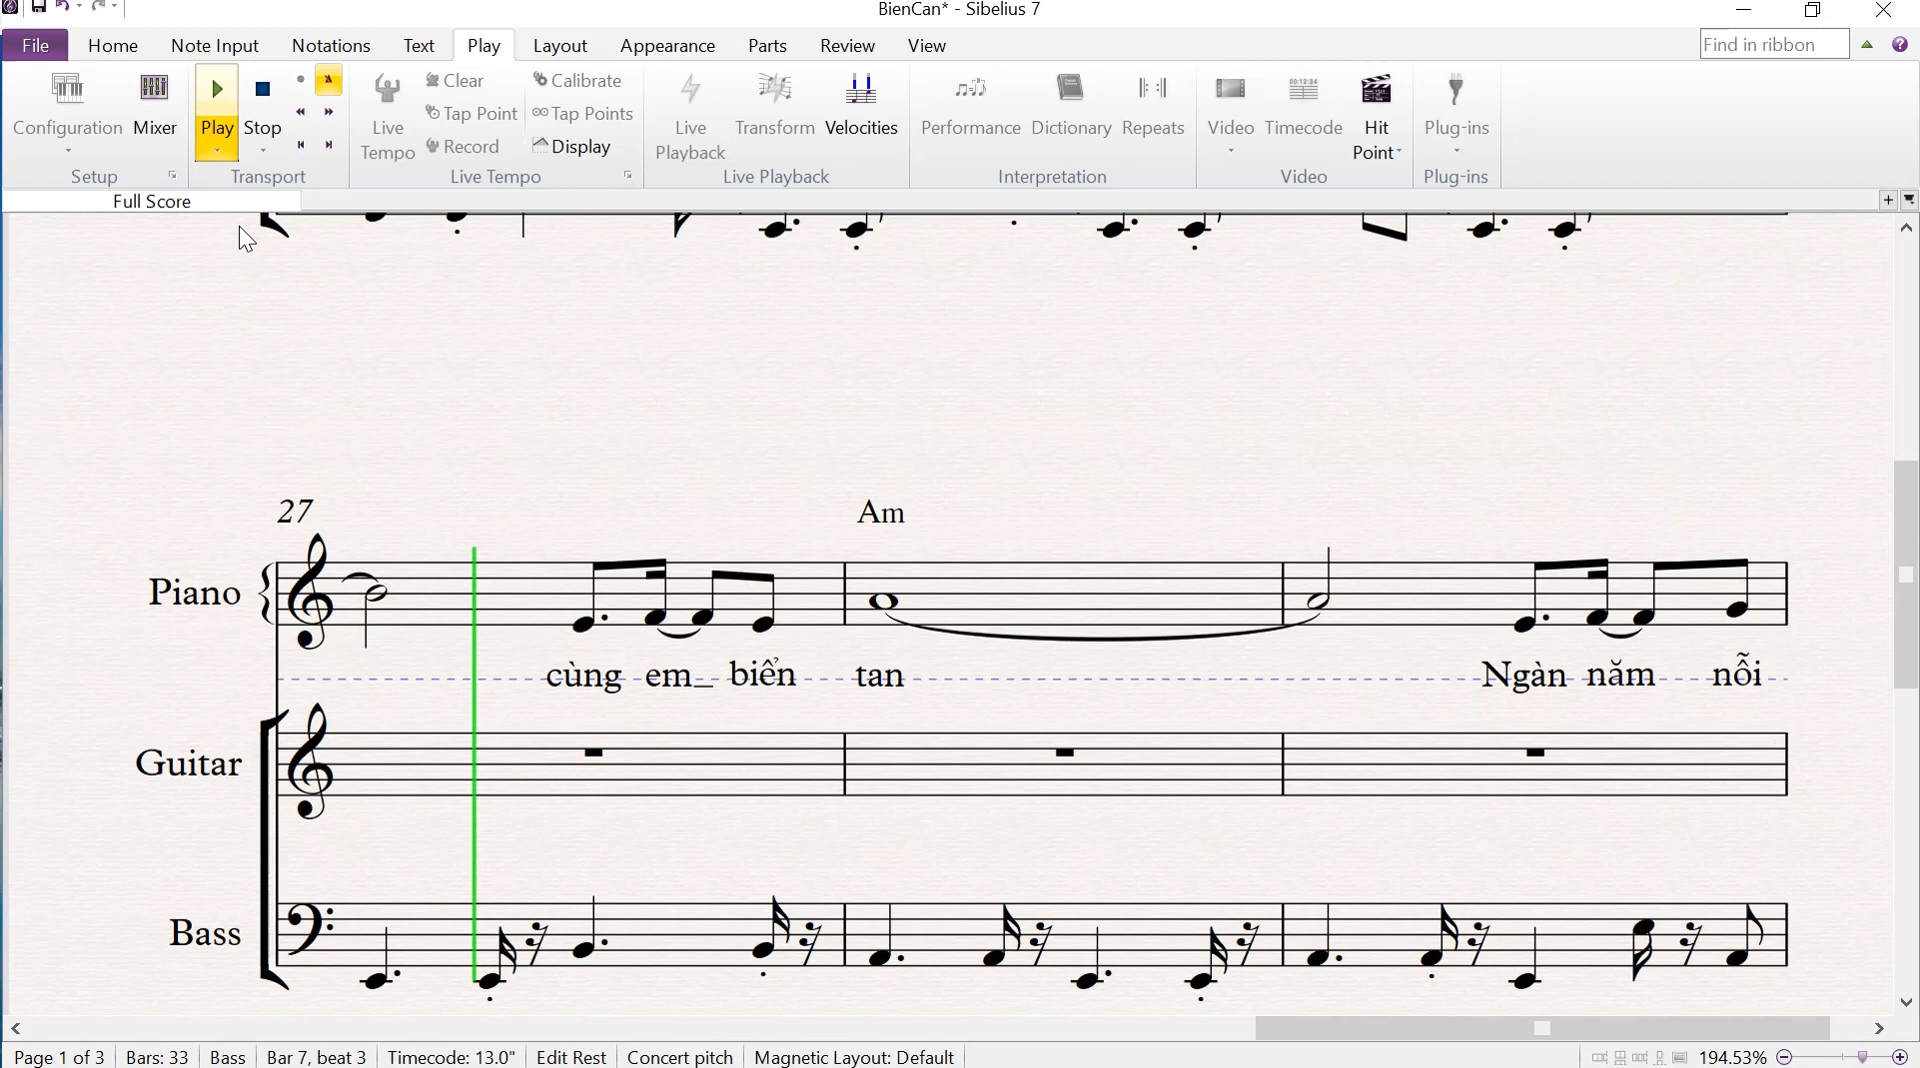 BienCan* - Sibelius 7
File Home Note Input Notations Text Play Layout Appearance Parts Review View Find in ribbon
Configuration Mixer Play Stop Live Tempo Clear Tap Point Record Calibrate Tap Points Display Live Playback Transform Velocities Performance Dictionary Repeats Video Timecode 00:12:34 Hit Point Plug-ins
Setup Transport Live Tempo Live Playback Interpretation Video Plug-ins
Full Score
27 Am
Piano
cùng em_ biển tan Ngàn năm nỗi
Guitar
Bass
Page 1 of 3 Bars: 33 Bass Bar 7, beat 3 Timecode: 13.0" Edit Rest Concert pitch Magnetic Layout: Default 194.53%